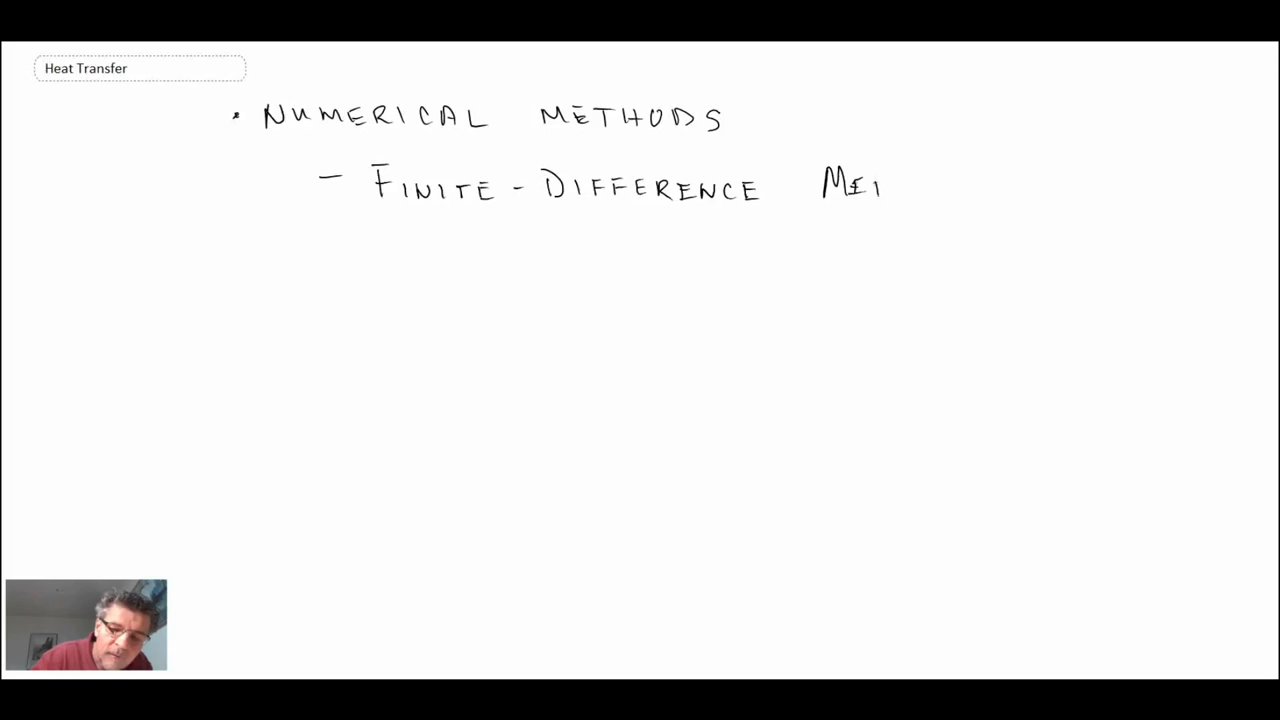 Heat Transfer
• NUMERICAL METHODS
- FINITE-DIFFERENCE